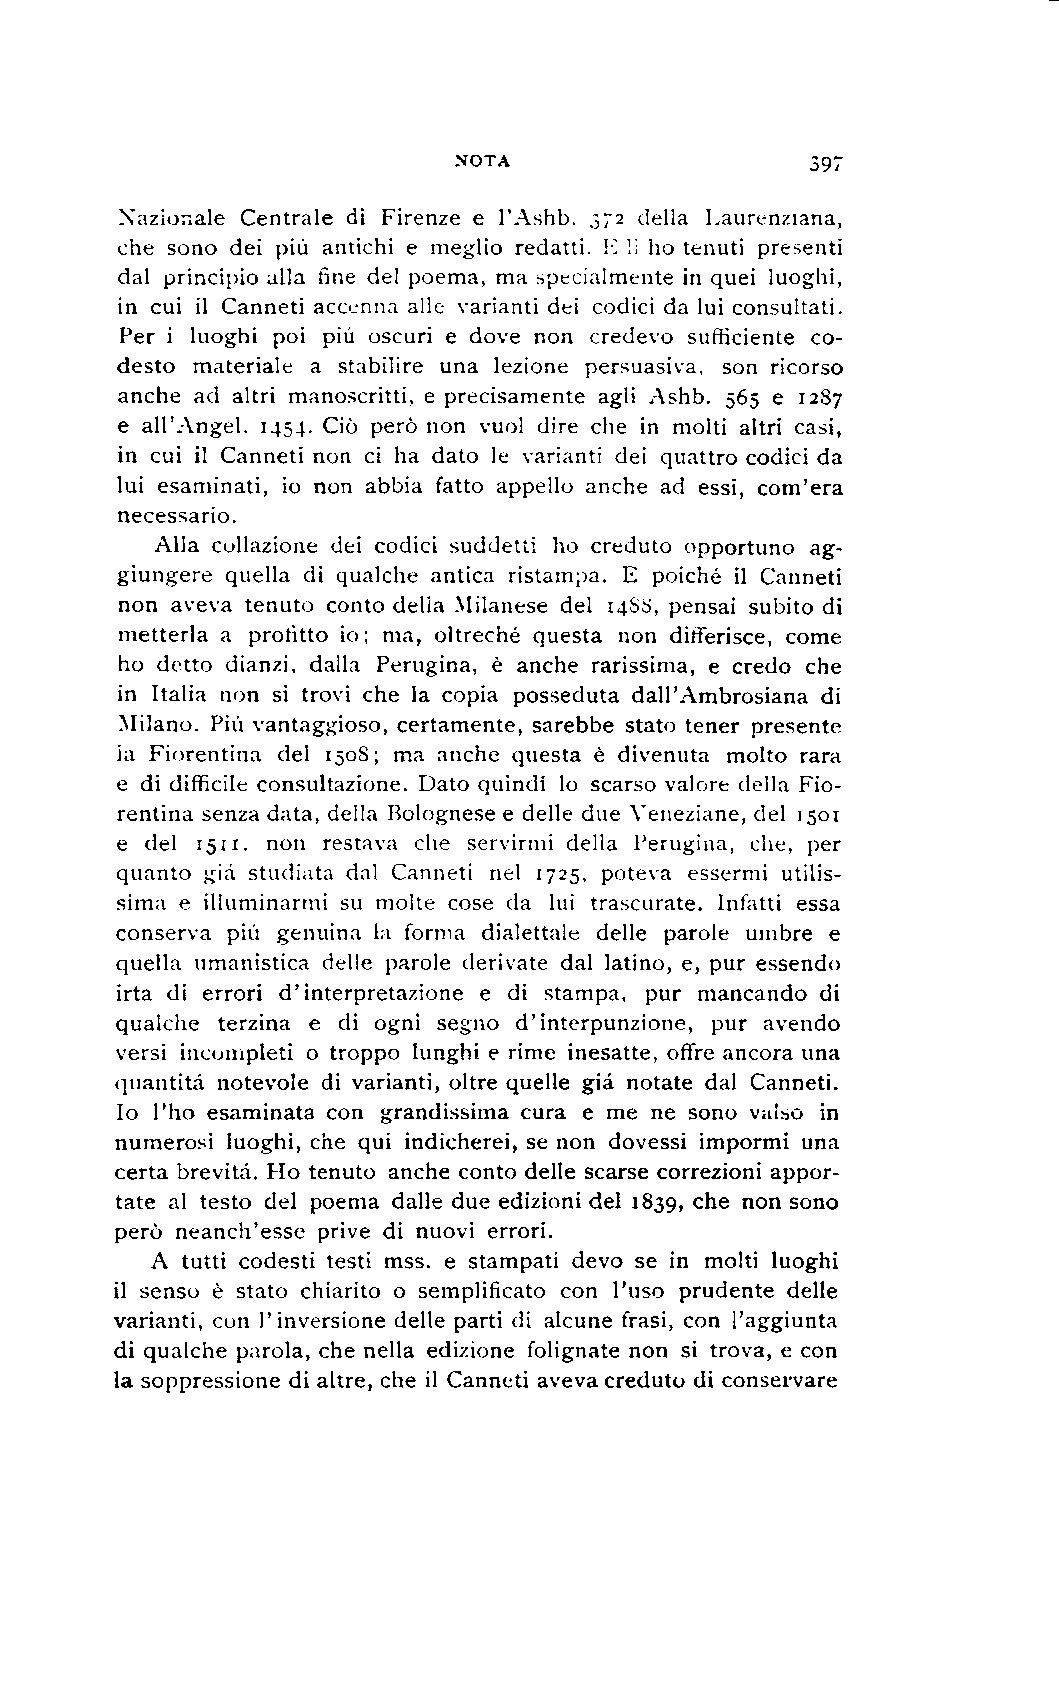 NOTA 397
Nazionale Centrale di Firenze e l'Ashb. 372 della Laurenziana,
che sono dei piú antichi e meglio redatti. E li ho tenuti presenti
dal principio alla fine del poema, ma specialmente in quei luoghi,
in cui il Canneti accenna alle varianti dei codici da lui consultati.
Per i luoghi poi piú oscuri e dove non credevo sufficiente co-
desto materiale a stabilire una lezione persuasiva, son ricorso
anche ad altri manoscritti, e precisamente agli Ashb. 565 e 1287
e all'Angel. 1454. Ciò però non vuol dire che in molti altri casi,
in cui il Canneti non ci ha dato le varianti dei quattro codici da
lui esaminati, io non abbia fatto appello anche ad essi, com'era
necessario.
Alla collazione dei codici suddetti ho creduto opportuno ag-
giungere quella di qualche antica ristampa. E poiché il Canneti
non aveva tenuto conto della Milanese del 1488, pensai subito di
metterla a profitto io; ma, oltreché questa non differisce, come
ho detto dianzi, dalla Perugina, è anche rarissima, e credo che
in Italia non si trovi che la copia posseduta dall'Ambrosiana di
Milano. Piú vantaggioso, certamente, sarebbe stato tener presente
la Fiorentina del 1508; ma anche questa è divenuta molto rara
e di difficile consultazione. Dato quindi lo scarso valore della Fio-
rentina senza data, della Bolognese e delle due Veneziane, del 1501
e del 1511. non restava che servirmi della Perugina, che, per
quanto giá studiata dal Canneti nel 1725, poteva essermi utilis-
sima e illuminarmi su molte cose da lui trascurate. Infatti essa
conserva piú genuina la forma dialettale delle parole umbre e
quella umanistica delle parole derivate dal latino, e, pur essendo
irta di errori d'interpretazione e di stampa, pur mancando di
qualche terzina e di ogni segno d'interpunzione, pur avendo
versi incompleti o troppo lunghi e rime inesatte, offre ancora una
quantitá notevole di varianti, oltre quelle giá notate dal Canneti.
Io l'ho esaminata con grandissima cura e me ne sono valso in
numerosi luoghi, che qui indicherei, se non dovessi impormi una
certa brevitá. Ho tenuto anche conto delle scarse correzioni appor-
tate al testo del poema dalle due edizioni del 1839, che non sono
però neanch'esse prive di nuovi errori.
A tutti codesti testi mss. e stampati devo se in molti luoghi
il senso è stato chiarito o semplificato con l'uso prudente delle
varianti, con l'inversione delle parti di alcune frasi, con l'aggiunta
di qualche parola, che nella edizione folignate non si trova, e con
la soppressione di altre, che il Canneti aveva creduto di conservare